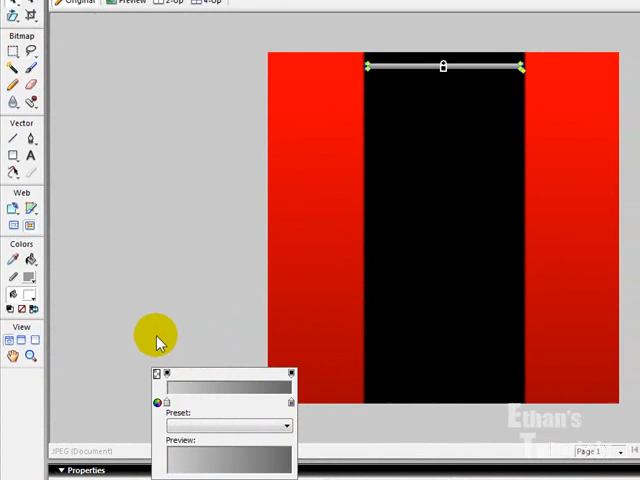 Original
Preview
2-Up
4-Up
Bitmap
Vector
Web
Colors
View
Preset:
Preview:
Ethan's
JPEG (Document)
Page 1
Properties